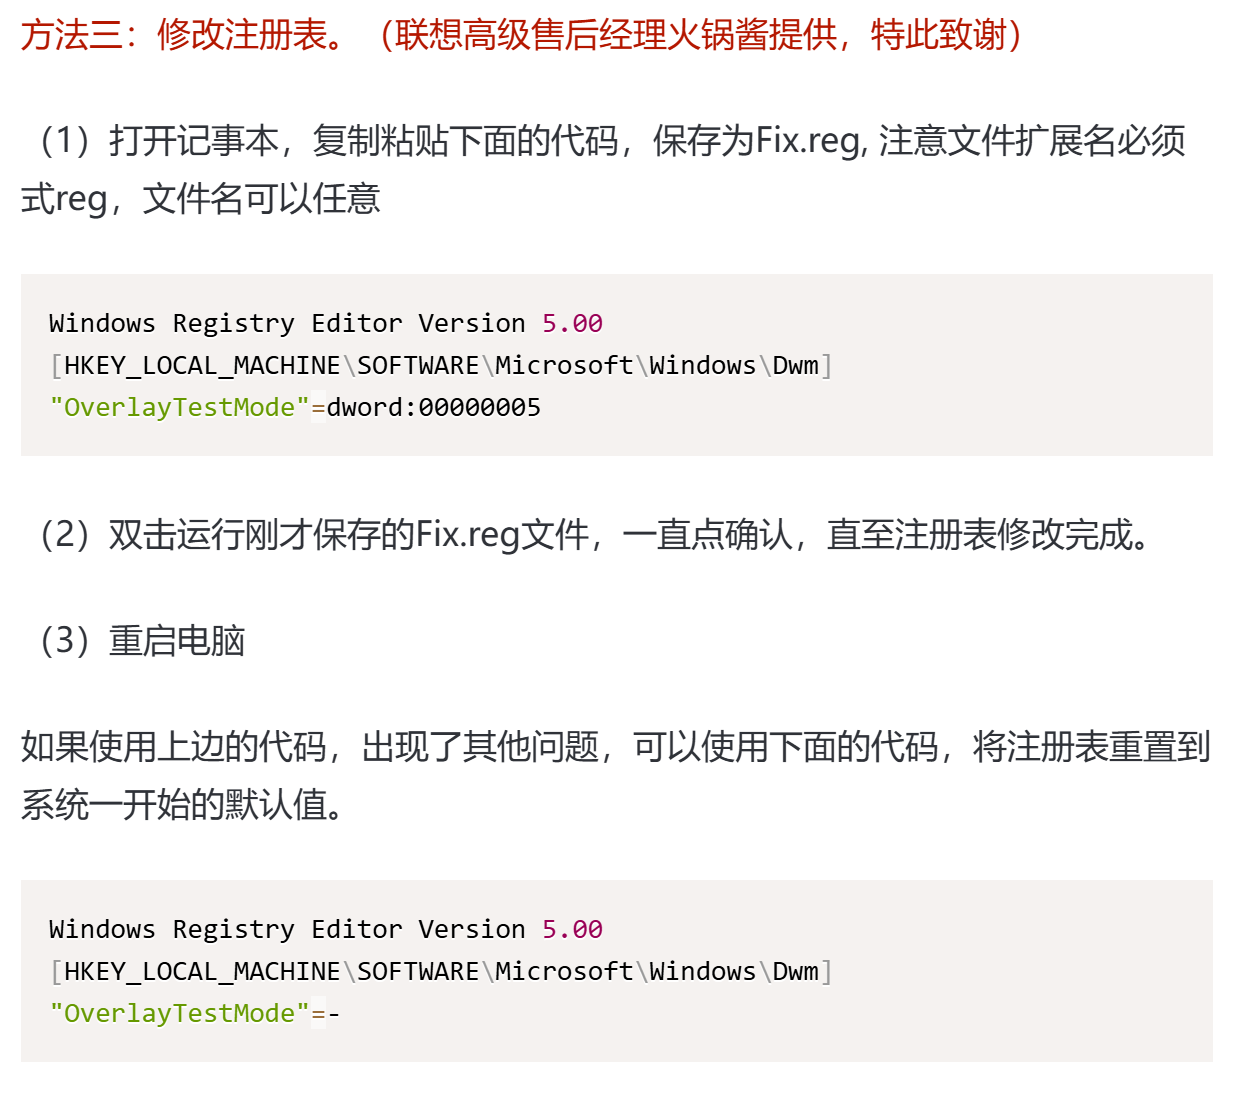 方法三：修改注册表。（联想高级售后经理火锅酱提供，特此致谢）
（1）打开记事本，复制粘贴下面的代码，保存为Fix.reg, 注意文件扩展名必须
式reg，文件名可以任意
Windows Registry Editor Version 5.00
[HKEY_LOCAL_MACHINE\SOFTWARE\Microsoft\Windows\Dwm]
"OverlayTestMode"=dword:00000005
（2）双击运行刚才保存的Fix.reg文件，一直点确认，直至注册表修改完成。
（3）重启电脑
如果使用上边的代码，出现了其他问题，可以使用下面的代码，将注册表重置到
系统一开始的默认值。
Windows Registry Editor Version 5.00
[HKEY_LOCAL_MACHINE\SOFTWARE\Microsoft\Windows\Dwm]
"OverlayTestMode"=-